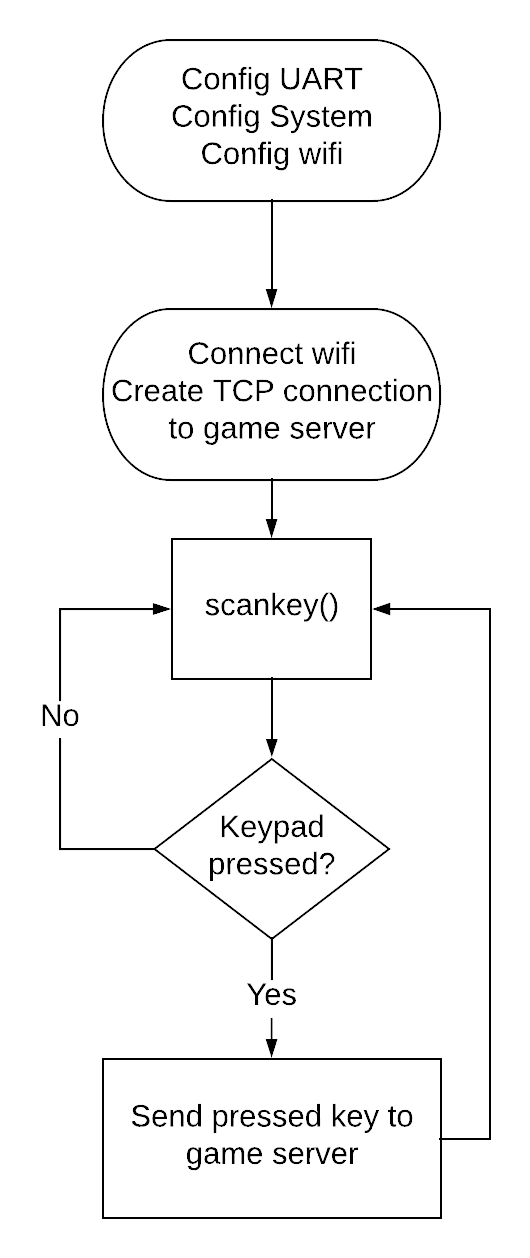 Config UART
Config System
Config wifi
Connect wifi
Create TCP connection
to game server
scankey()
No
Keypad
pressed?
Yes
Send pressed key to
game server